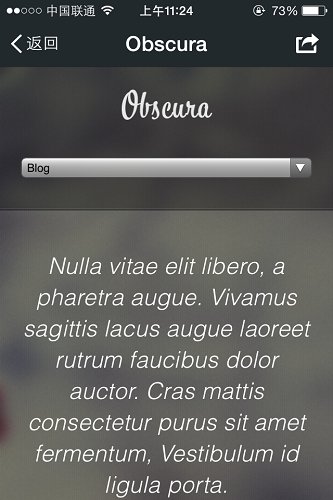 中国联通 上午11:24 73%
返回 Obscura
Obscura
Blog
Nulla vitae elit libero, a
pharetra augue. Vivamus
sagittis lacus augue laoreet
rutrum faucibus dolor
auctor. Cras mattis
consectetur purus sit amet
fermentum, Vestibulum id
ligula porta.